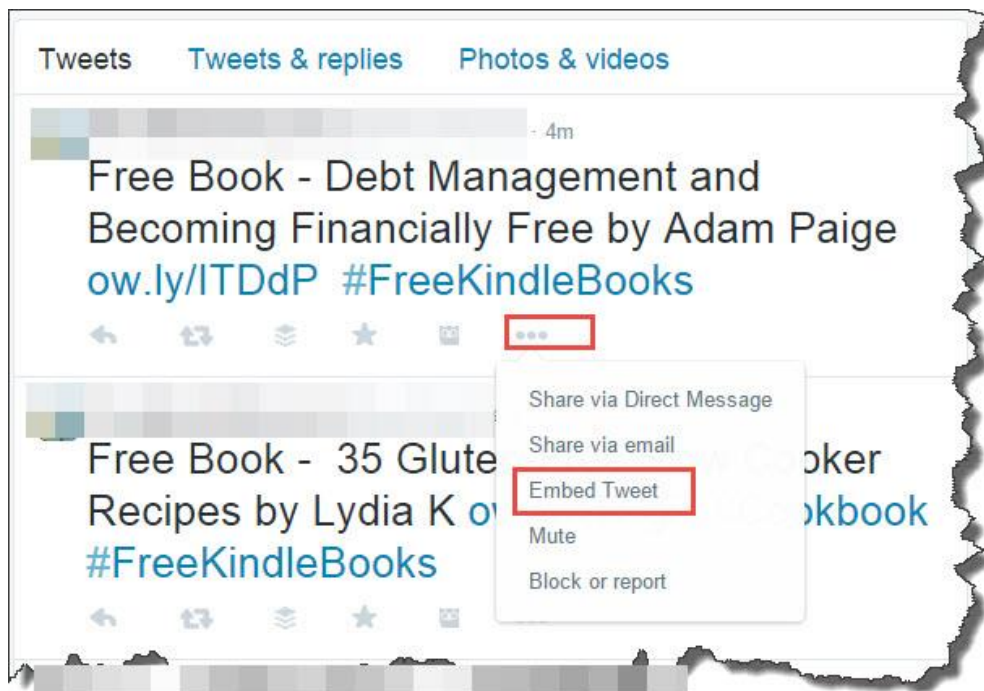 Tweets Tweets & replies Photos & videos
· 4m
Free Book - Debt Management and
Becoming Financially Free by Adam Paige
ow.ly/ITDdP #FreeKindleBooks
Share via Direct Message
Share via email
Embed Tweet
Mute
Block or report
Free Book - 35 Glute oker
Recipes by Lydia K o okbook
#FreeKindleBooks